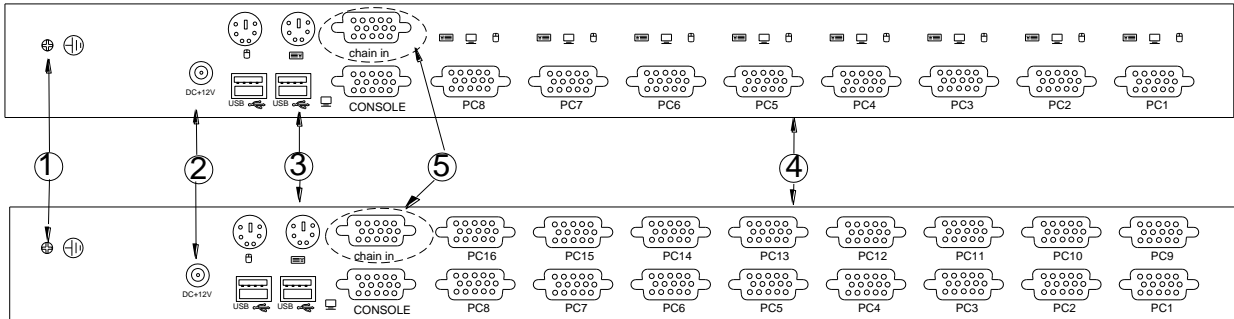 chain in
DC+12V
USB USB CONSOLE PC8 PC7 PC6 PC5 PC4 PC3 PC2 PC1
1 2 3 5 4
chain in PC16 PC15 PC14 PC13 PC12 PC11 PC10 PC9
DC+12V
USB USB CONSOLE PC8 PC7 PC6 PC5 PC4 PC3 PC2 PC1